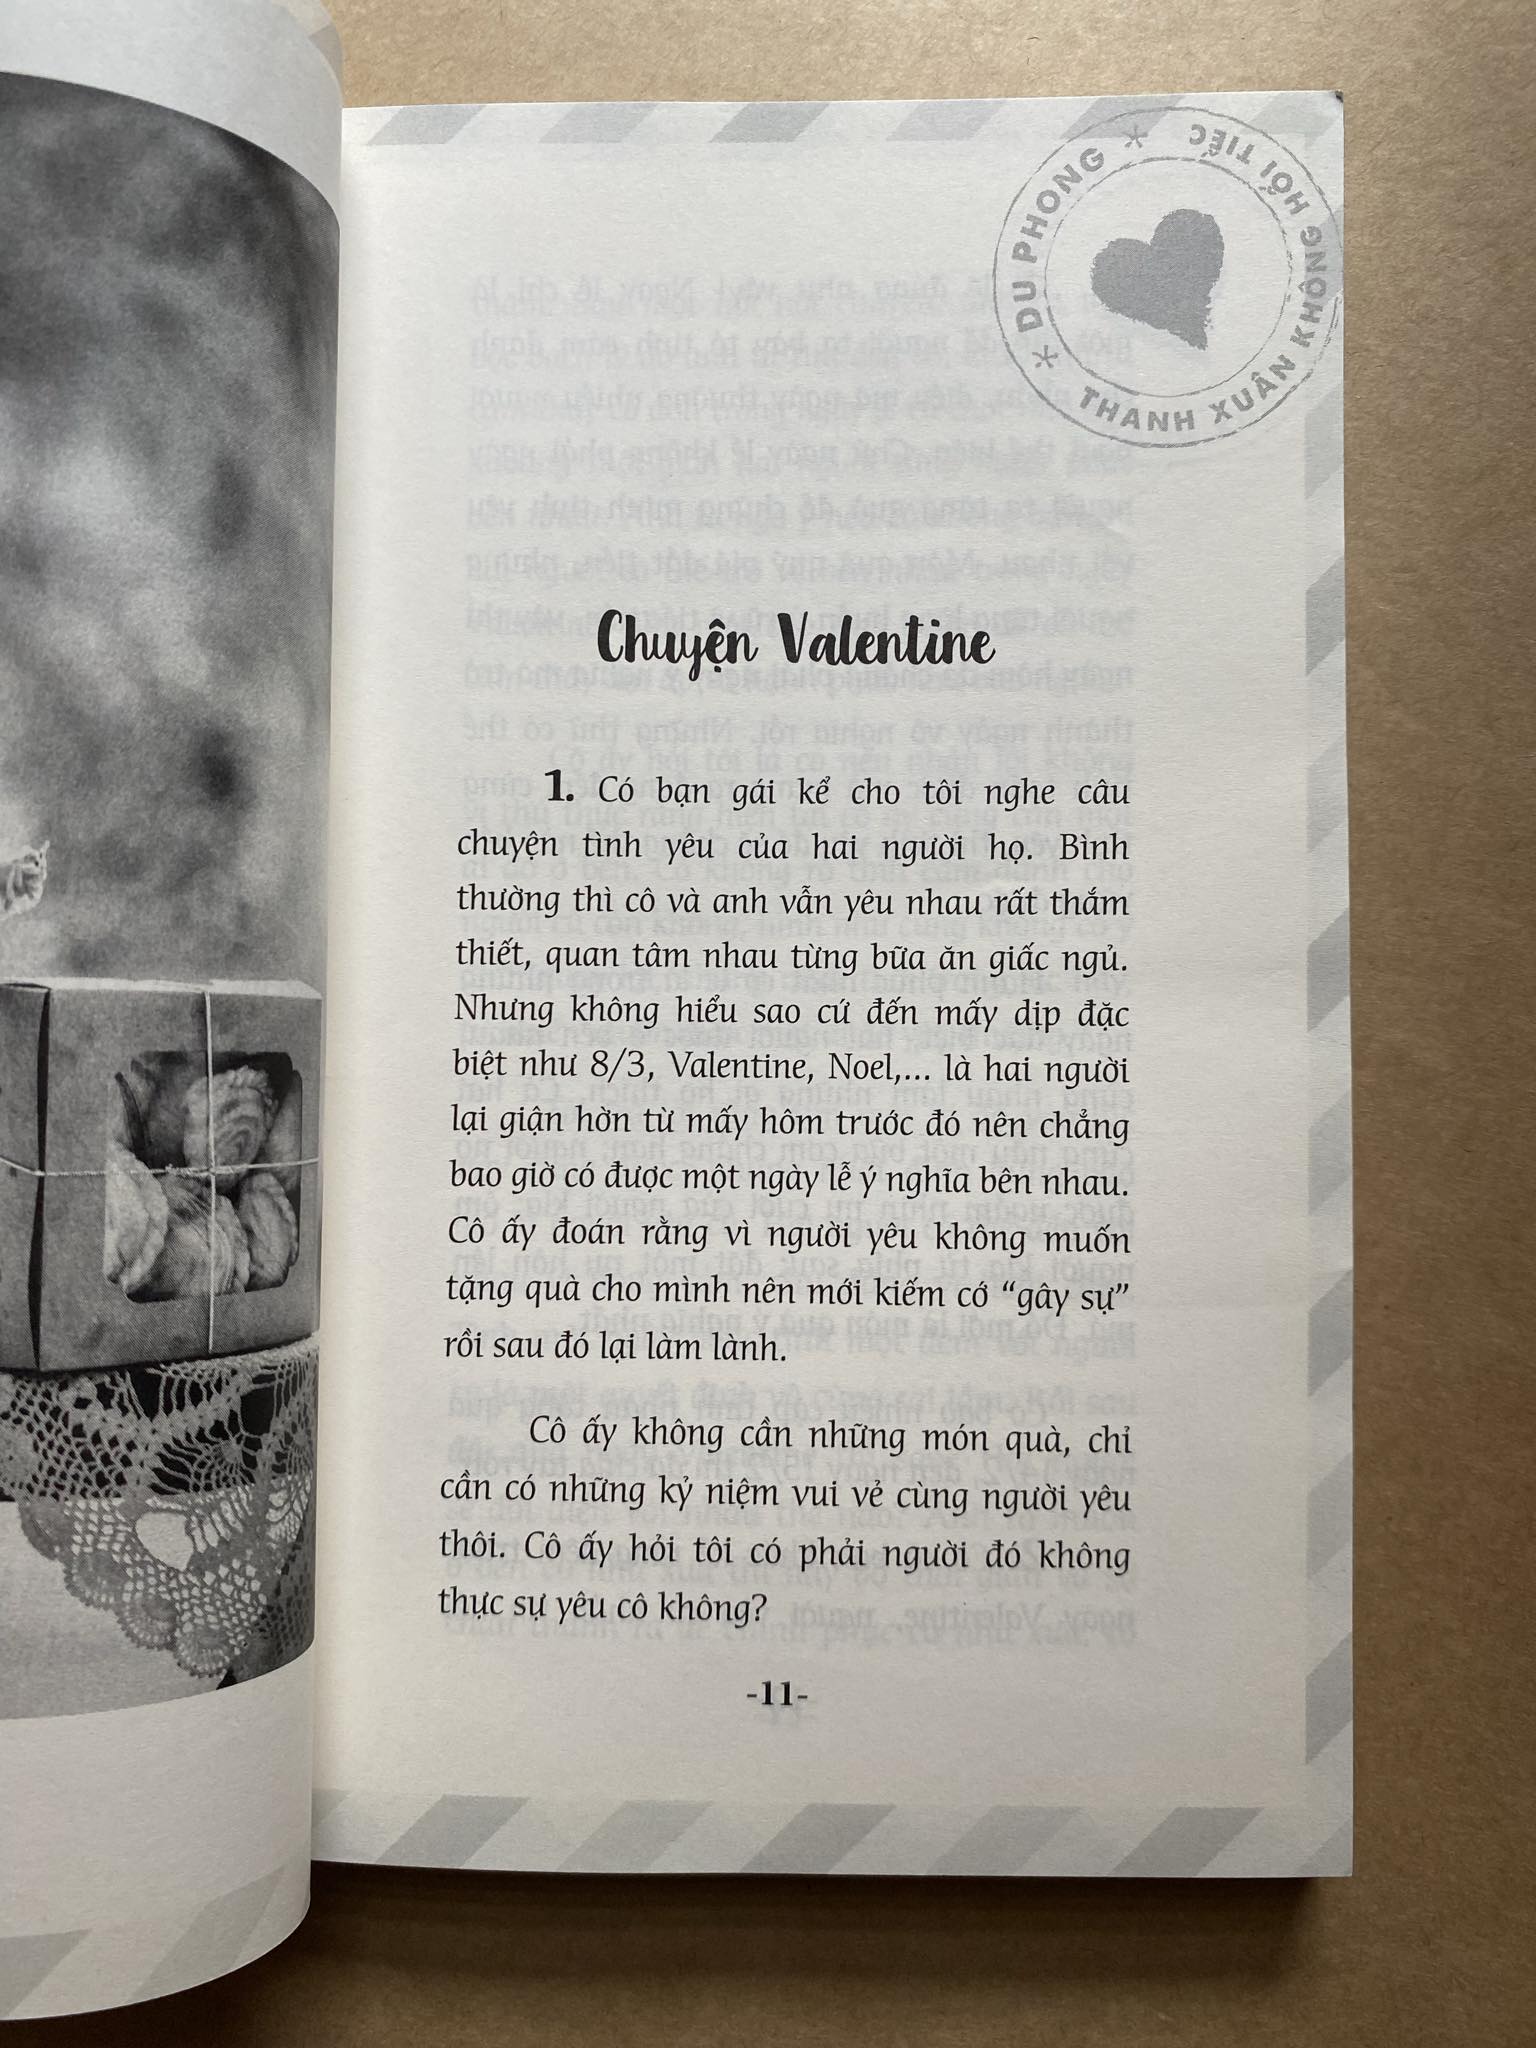 * DU PHONG * THANH XUÂN KHÔNG HỐI TIẾC
Chuyện Valentine
1. Có bạn gái kể cho tôi nghe câu
chuyện tình yêu của hai người họ. Bình
thường thì cô và anh vẫn yêu nhau rất thắm
thiết, quan tâm nhau từng bữa ăn giấc ngủ.
Nhưng không hiểu sao cứ đến mấy dịp đặc
biệt như 8/3, Valentine, Noel,... là hai người
lại giận hờn từ mấy hôm trước đó nên chẳng
bao giờ có được một ngày lễ ý nghĩa bên nhau.
Cô ấy đoán rằng vì người yêu không muốn
tặng quà cho mình nên mới kiếm cớ “gây sự”
rồi sau đó lại làm lành.
Cô ấy không cần những món quà, chỉ
cần có những kỷ niệm vui vẻ cùng người yêu
thôi. Cô ấy hỏi tôi có phải người đó không
thực sự yêu cô không?
-11-